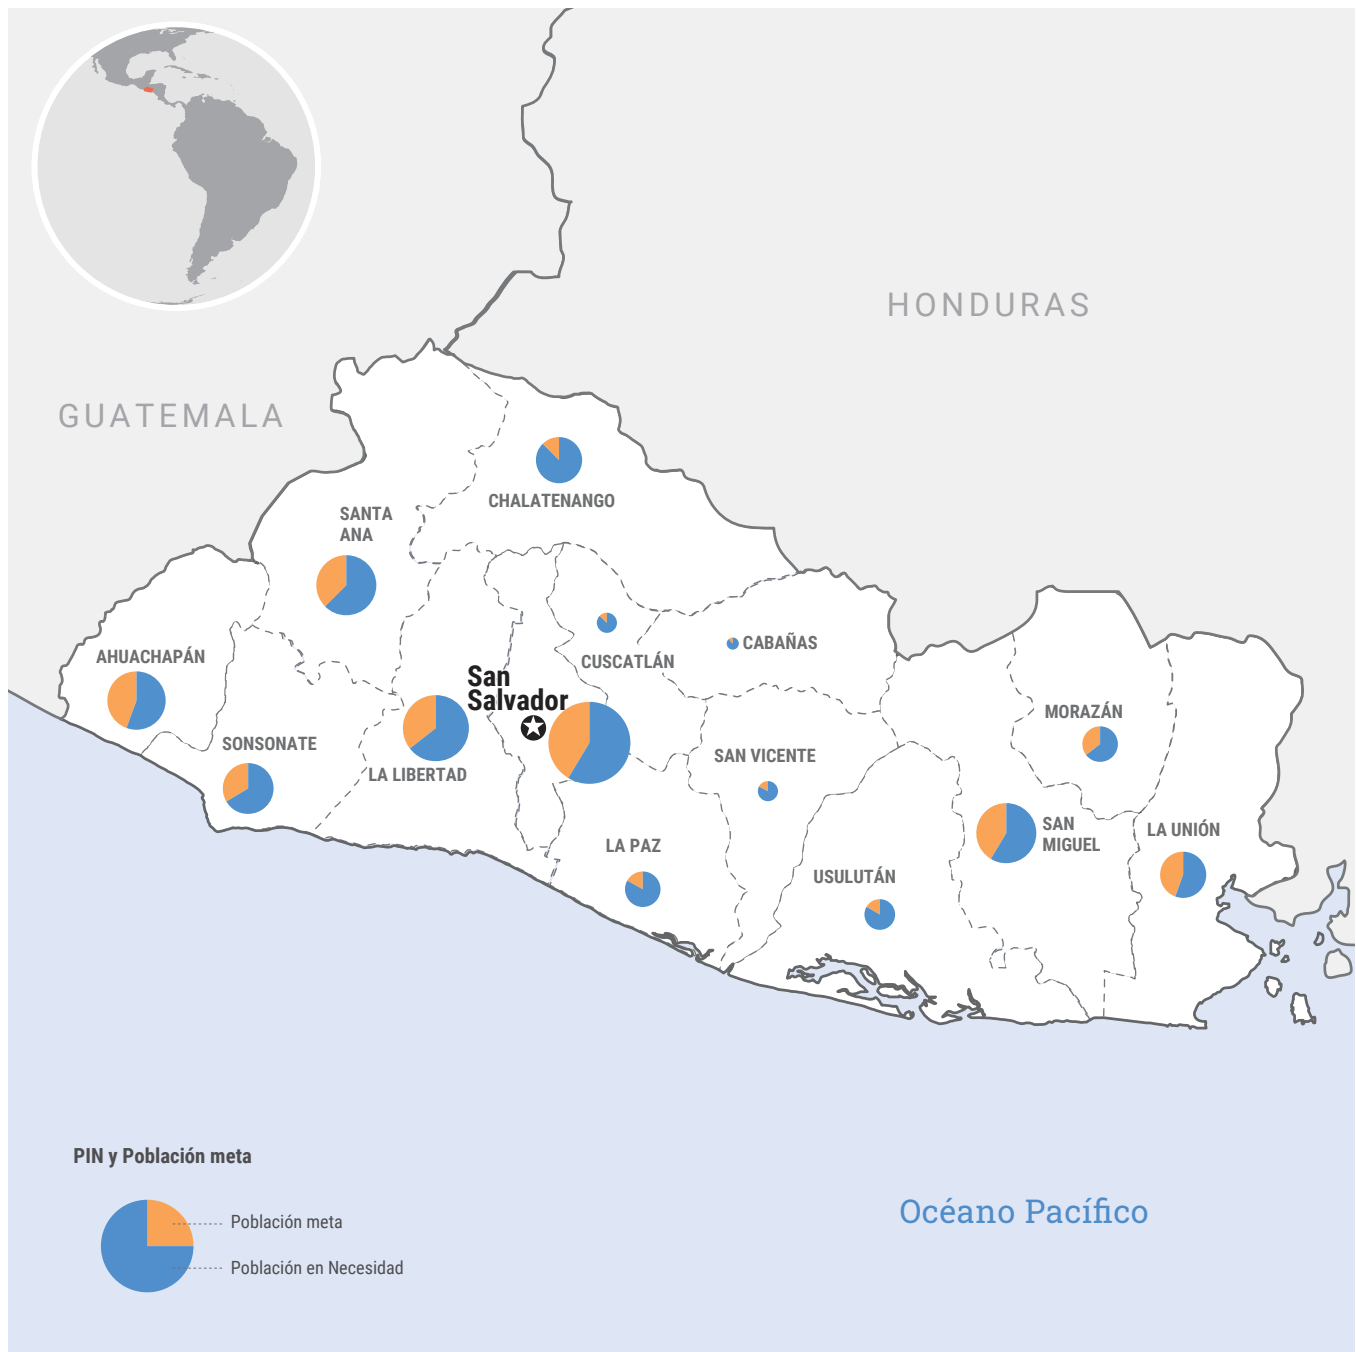 HONDURAS
GUATEMALA
CHALATENANGO
SANTA
ANA
AHUACHAPÁN
CUSCATLÁN
CABAÑAS
San
Salvador
MORAZÁN
SONSONATE
LA LIBERTAD
SAN VICENTE
SAN
MIGUEL
LA UNIÓN
LA PAZ
USULUTÁN
PIN y Población meta
Población meta
Población en Necesidad
Océano Pacífico